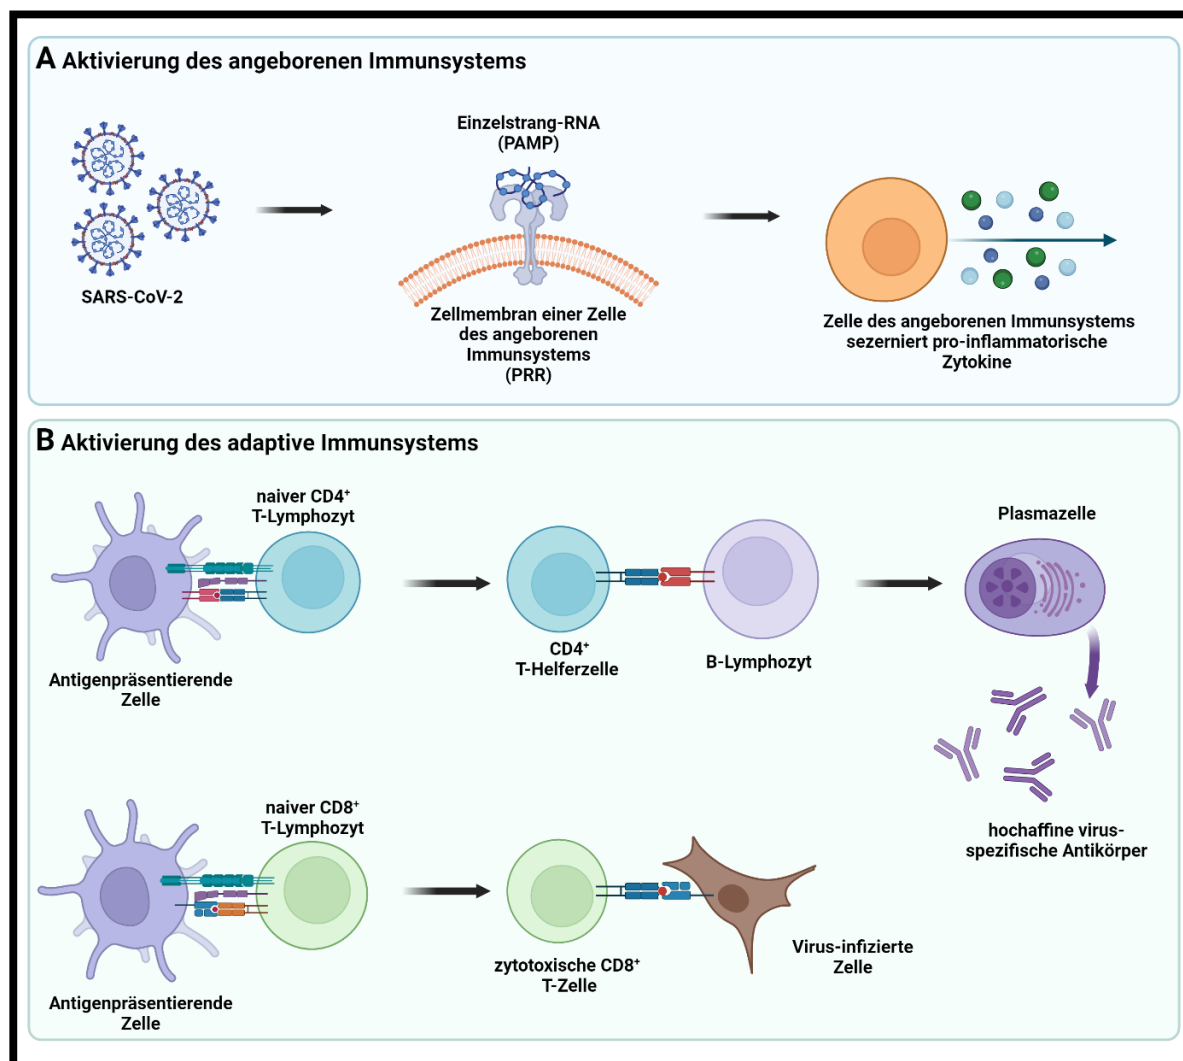 A Aktivierung des angeborenen Immunsystems
Einzelstrang-RNA
(PAMP)
SARS-CoV-2
Zellmembran einer Zelle
des angeborenen
Immunsystems
(PRR)
Zelle des angeborenen Immunsystems
sezerniert pro-inflammatorische
Zytokine
B Aktivierung des adaptive Immunsystems
naiver CD4⁺
T-Lymphozyt
Antigenpräsentierende
Zelle
CD4⁺
T-Helferzelle
B-Lymphozyt
Plasmazelle
hochaffine virus-
spezifische Antikörper
naiver CD8⁺
T-Lymphozyt
Antigenpräsentierende
Zelle
zytotoxische CD8⁺
T-Zelle
Virus-infizierte
Zelle